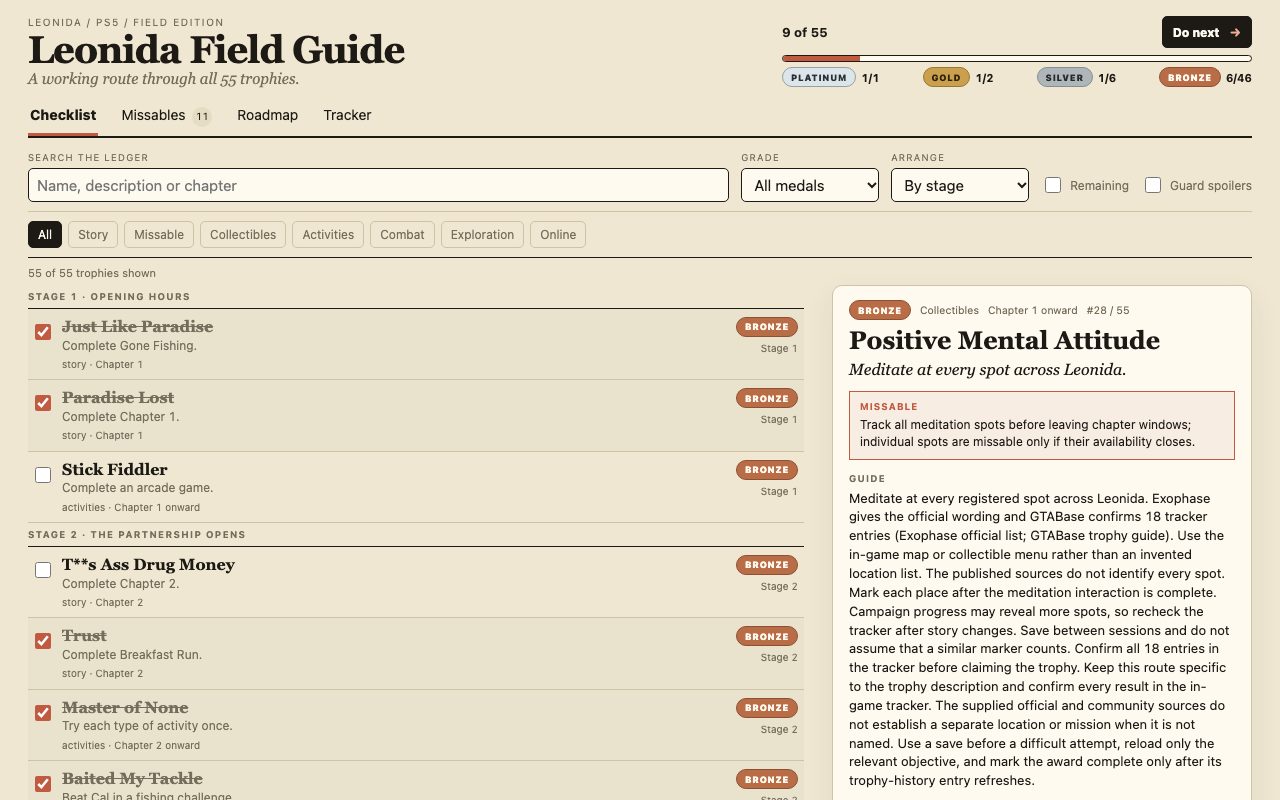 LEONIDA / PS5 / FIELD EDITION
Leonida Field Guide
A working route through all 55 trophies.
9 of 55
Do next →
PLATINUM 1/1
GOLD 1/2
SILVER 1/6
BRONZE 6/46
Checklist
Missables 11
Roadmap
Tracker
SEARCH THE LEDGER
Name, description or chapter
GRADE
All medals
ARRANGE
By stage
Remaining
Guard spoilers
All
Story
Missable
Collectibles
Activities
Combat
Exploration
Online
55 of 55 trophies shown
STAGE 1 · OPENING HOURS
Just Like Paradise
Complete Gone Fishing.
story · Chapter 1
BRONZE
Stage 1
Paradise Lost
Complete Chapter 1.
story · Chapter 1
BRONZE
Stage 1
Stick Fiddler
Complete an arcade game.
activities · Chapter 1 onward
BRONZE
Stage 1
STAGE 2 · THE PARTNERSHIP OPENS
T**s Ass Drug Money
Complete Chapter 2.
story · Chapter 2
BRONZE
Stage 2
Trust
Complete Breakfast Run.
story · Chapter 2
BRONZE
Stage 2
Master of None
Try each type of activity once.
activities · Chapter 2 onward
BRONZE
Stage 2
Baited My Tackle
Beat Cal in a fishing challenge
BRONZE
BRONZE Collectibles Chapter 1 onward #28 / 55
Positive Mental Attitude
Meditate at every spot across Leonida.
MISSABLE
Track all meditation spots before leaving chapter windows;
individual spots are missable only if their availability closes.
GUIDE
Meditate at every registered spot across Leonida. Exophase
gives the official wording and GTABase confirms 18 tracker
entries (Exophase official list; GTABase trophy guide). Use the
in-game map or collectible menu rather than an invented
location list. The published sources do not identify every spot.
Mark each place after the meditation interaction is complete.
Campaign progress may reveal more spots, so recheck the
tracker after story changes. Save between sessions and do not
assume that a similar marker counts. Confirm all 18 entries in
the tracker before claiming the trophy. Keep this route specific
to the trophy description and confirm every result in the in-
game tracker. The supplied official and community sources do
not establish a separate location or mission when it is not
named. Use a save before a difficult attempt, reload only the
relevant objective, and mark the award complete only after its
trophy-history entry refreshes.